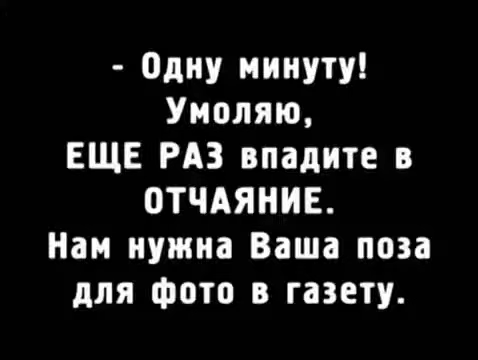 - Одну минуту!
Умоляю,
ЕЩЕ РАЗ впадите в
ОТЧАЯНИЕ.
Нам нужна Ваша поза
для фото в газету.